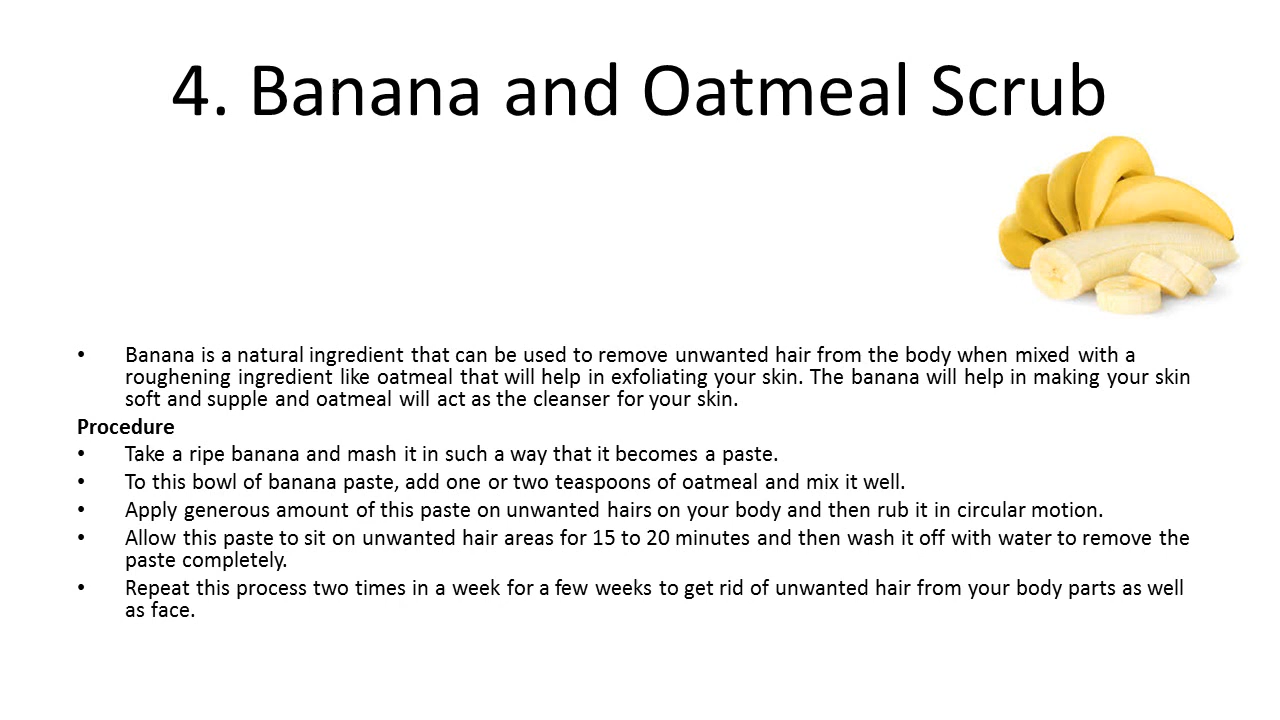 4. Banana and Oatmeal Scrub
• Banana is a natural ingredient that can be used to remove unwanted hair from the body when mixed with a
roughening ingredient like oatmeal that will help in exfoliating your skin. The banana will help in making your skin
soft and supple and oatmeal will act as the cleanser for your skin.
Procedure
• Take a ripe banana and mash it in such a way that it becomes a paste.
• To this bowl of banana paste, add one or two teaspoons of oatmeal and mix it well.
• Apply generous amount of this paste on unwanted hairs on your body and then rub it in circular motion.
• Allow this paste to sit on unwanted hair areas for 15 to 20 minutes and then wash it off with water to remove the
paste completely.
• Repeat this process two times in a week for a few weeks to get rid of unwanted hair from your body parts as well
as face.